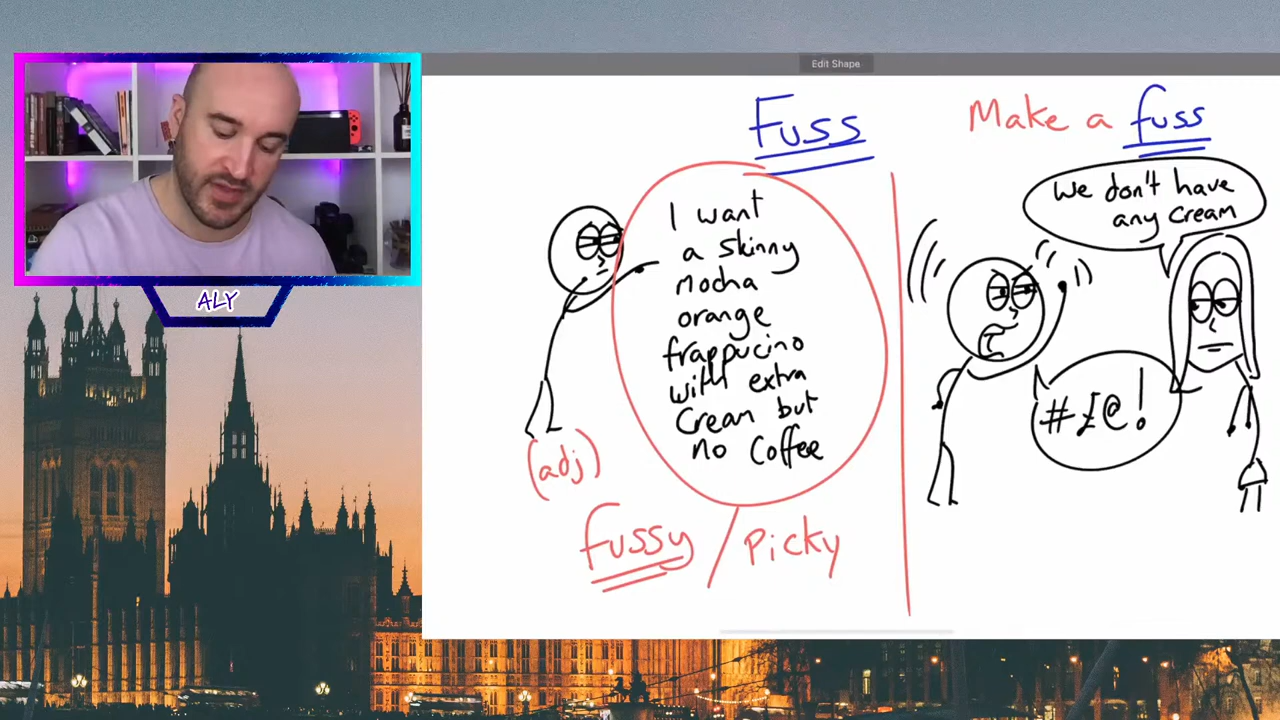 Edit Shape
Fuss
I want
a skinny
Mocha
orange
frappucino
with extra
Cream but
no Coffee
(adj)
fussy / Picky
Make a fuss
We don't have
any cream
#£@!
ALY